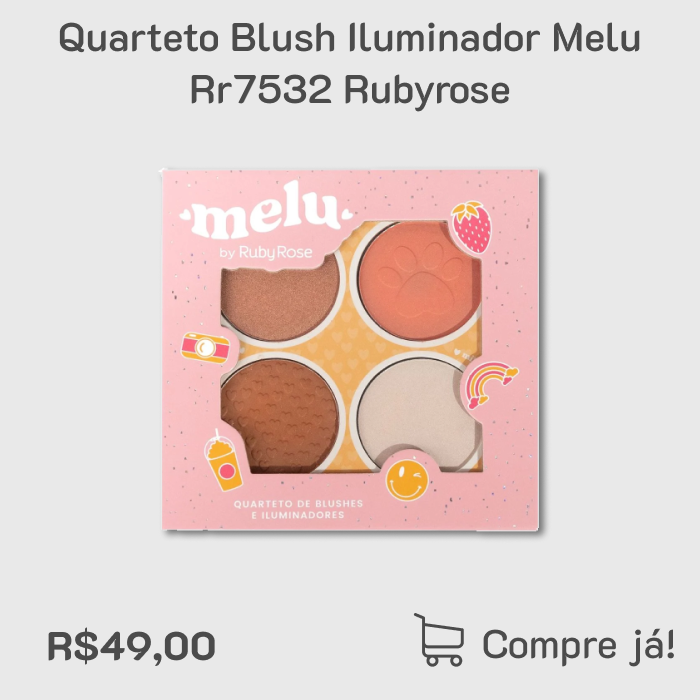 Quarteto Blush Iluminador Melu
Rr7532 Rubyrose
melu
by RubyRose
QUARTETO DE BLUSHES
E ILUMINADORES
R$49,00
Compre já!